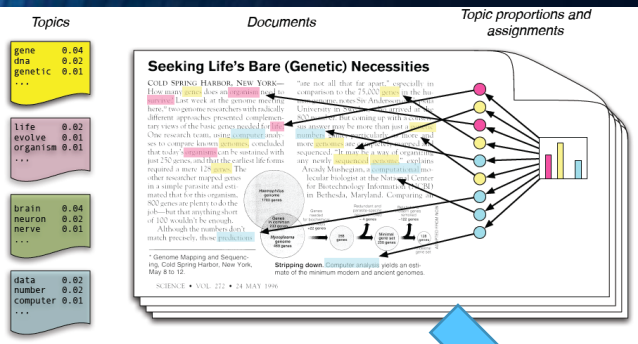 Topics
Documents
Topic proportions and
assignments
gene 0.04
dna 0.02
genetic 0.01
...
life 0.02
evolve 0.01
organism 0.01
...
brain 0.04
neuron 0.02
nerve 0.01
...
data 0.02
number 0.02
computer 0.01
...
Seeking Life's Bare (Genetic) Necessities
COLD SPRING HARBOR, NEW YORK—
How many genes does an organism need to
survive? Last week at the genome meeting
here,* two genome researchers with radically
different approaches presented complemen-
tary views of the basic genes needed for life.
One research team, using computer analy-
ses to compare known genomes, concluded
that today's organisms can be sustained with
just 250 genes, and that the earliest life forms
required a mere 128 genes. The
other researcher mapped genes
in a simple parasite and esti-
mated that for this organism,
800 genes are plenty to do the
job—but that anything short
of 100 wouldn't be enough.
Although the numbers don't
match precisely, those predictions
* Genome Mapping and Sequenc-
ing, Cold Spring Harbor, New York,
May 8 to 12.
"are not all that far apart," especially in
comparison to the 75,000 genes in the hu-
genome, notes Siv Andersson
University in Sweden, who arrived at
800 number. But coming up with a
sus answer may be more than just a
numbers particularly more and
more genomes are completely mapped and
sequenced. "It may be a way of organizing
any newly sequenced genome," explains
Arcady Mushegian, a computational mo-
lecular biologist at the National Center
for Biotechnology Information (NCBI)
in Bethesda, Maryland. Comparing an
Haemophilus
genome
1703 genes
Genes
in common
233 genes
Mycoplasma
genome
469 genes
Stripping down. Computer analysis yields an esti-
mate of the minimum modern and ancient genomes.
SCIENCE • VOL. 272 • 24 MAY 1996